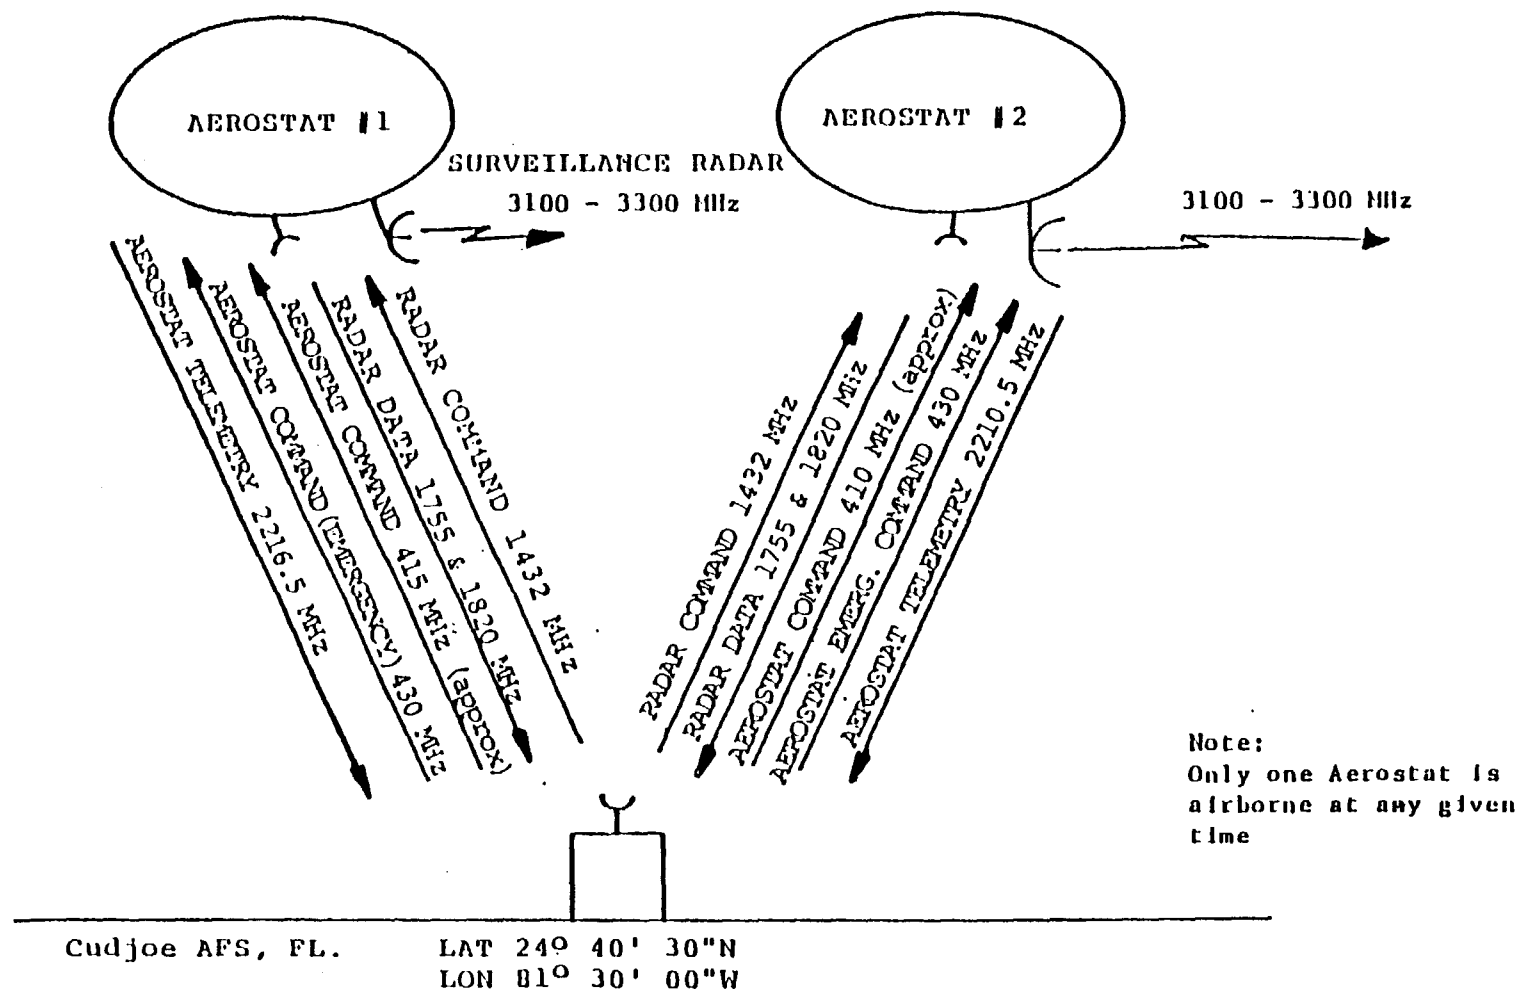 AEROSTAT #1
AEROSTAT #2
SURVEILLANCE RADAR
3100 - 3300 MHz
3100 - 3300 MHz
AEROSTAT TELEMETRY 2216.5 MHz
AEROSTAT COMMAND (EMERGENCY) 430 MHz
AEROSTAT COMMAND 415 MHz (approx)
RADAR DATA 1755 & 1820 MHz
RADAR COMMAND 1432 MHz
RADAR COMMAND 1432 MHz
RADAR DATA 1755 & 1820 MHz
AEROSTAT COMMAND 410 MHz (approx)
AEROSTAT EMERG. COMMAND 430 MHz
AEROSTAT TELEMETRY 2210.5 MHz
Note:
Only one Aerostat is
airborne at any given
time
Cudjoe AFS, FL.
LAT 24° 40' 30"N
LON 81° 30' 00"W